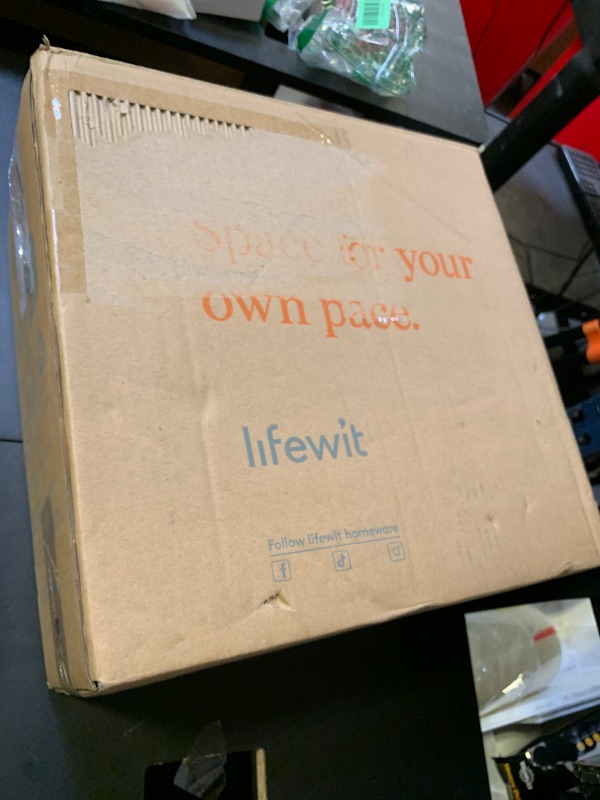 Space for your
own pace.
lifewit
Follow lifewit homeware